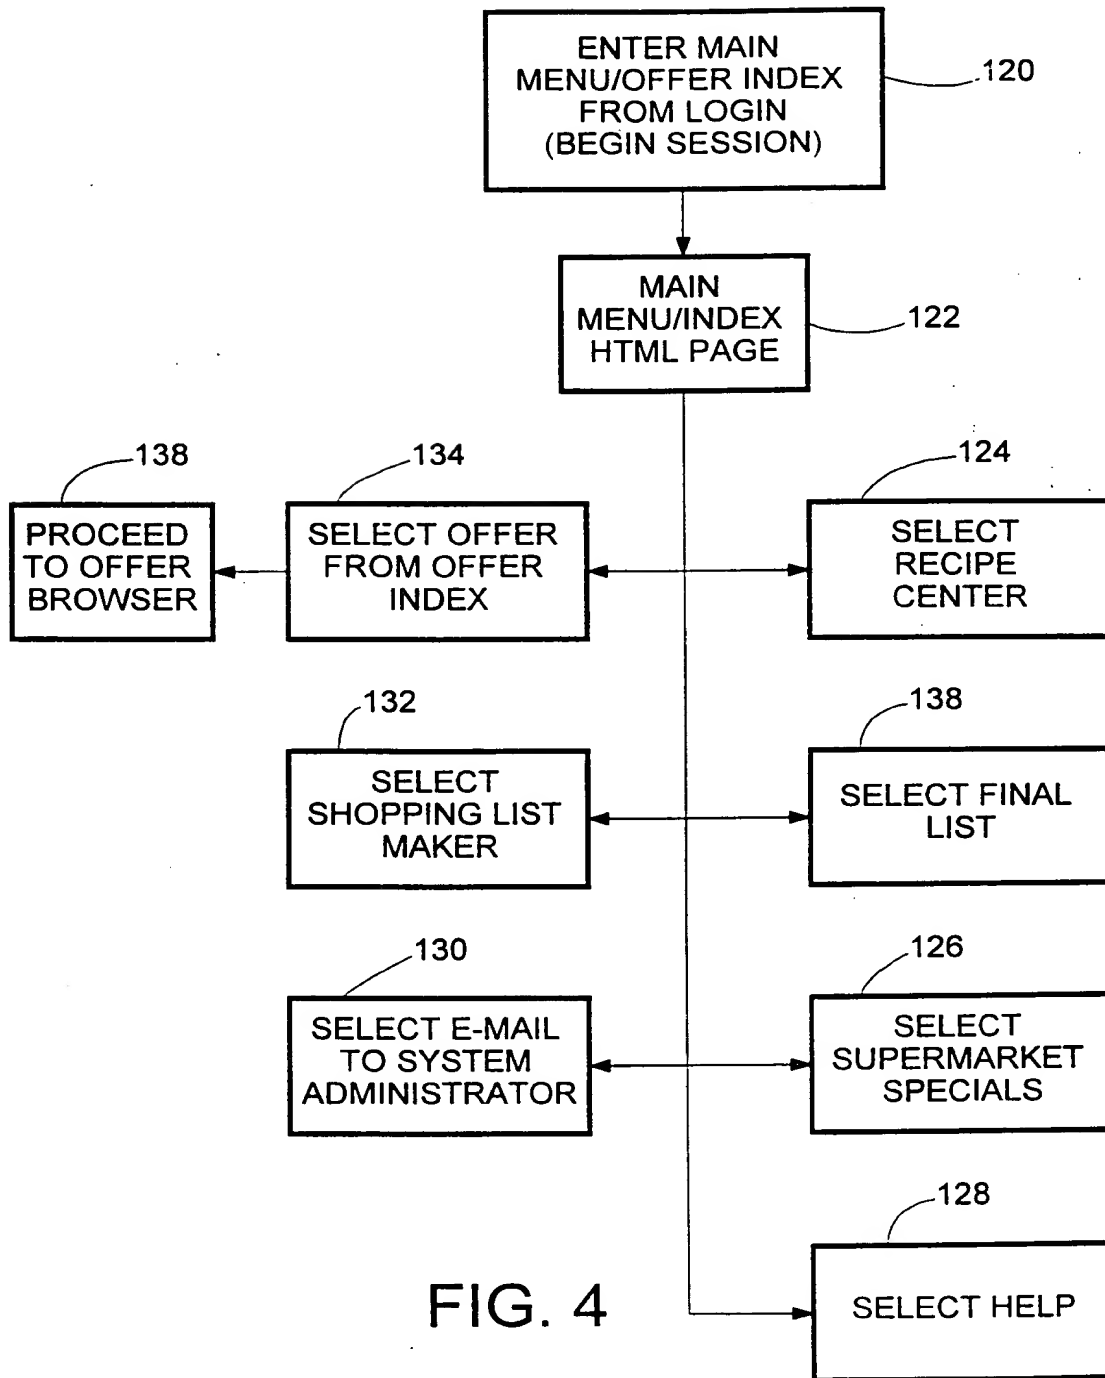 ENTER MAIN
MENU/OFFER INDEX
FROM LOGIN
(BEGIN SESSION)
120
MAIN
MENU/INDEX
HTML PAGE
122
138
PROCEED
TO OFFER
BROWSER
134
SELECT OFFER
FROM OFFER
INDEX
124
SELECT
RECIPE
CENTER
132
SELECT
SHOPPING LIST
MAKER
138
SELECT FINAL
LIST
130
SELECT E-MAIL
TO SYSTEM
ADMINISTRATOR
126
SELECT
SUPERMARKET
SPECIALS
128
SELECT HELP
FIG. 4